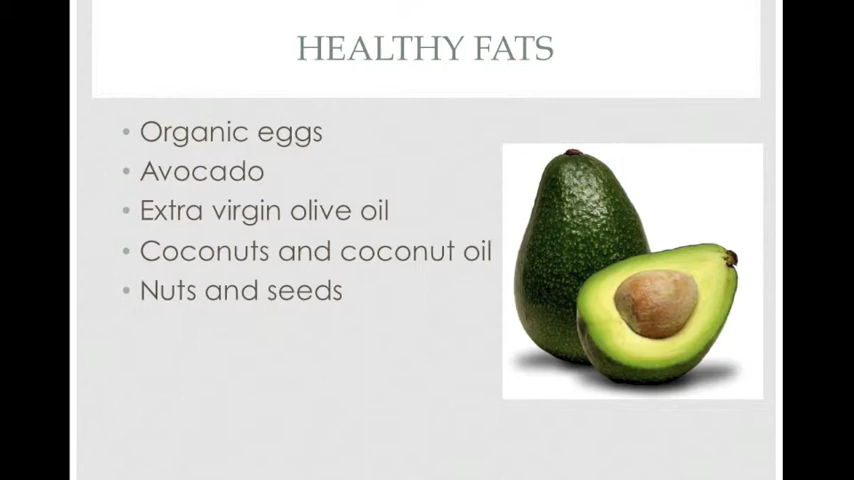 HEALTHY FATS
• Organic eggs
• Avocado
• Extra virgin olive oil
• Coconuts and coconut oil
• Nuts and seeds